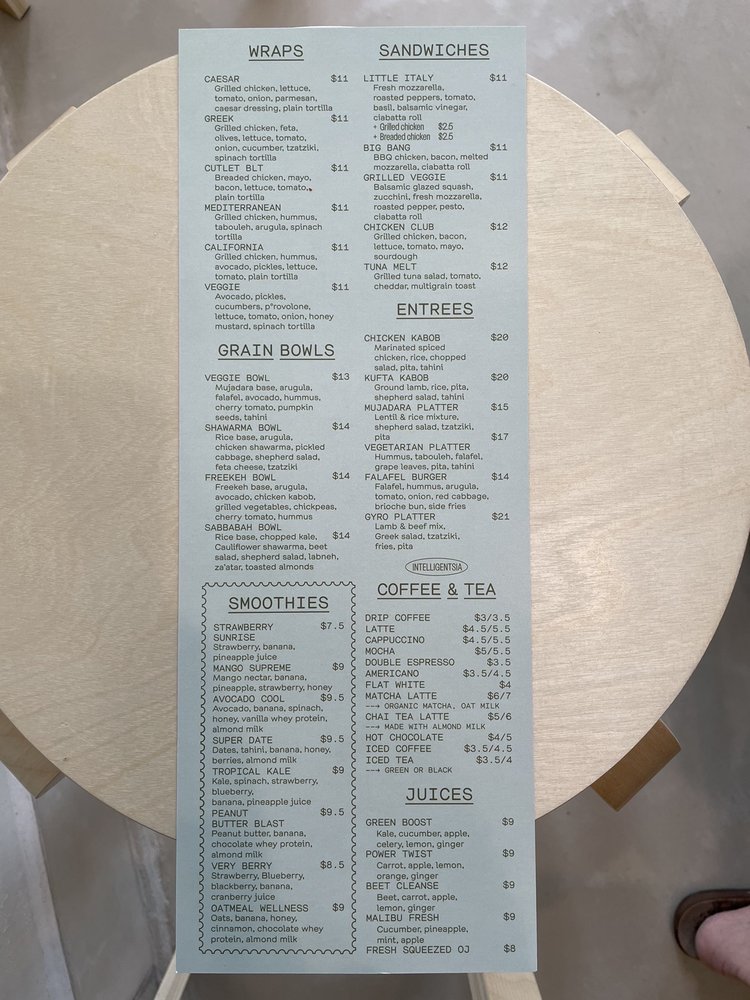 WRAPS
CAESAR $11
Grilled chicken, lettuce,
tomato, onion, parmesan,
caesar dressing, plain tortilla
GREEK $11
Grilled chicken, feta,
olives, lettuce, tomato,
onion, cucumber, tzatziki,
spinach tortilla
CUTLET BLT $11
Breaded chicken, mayo,
bacon, lettuce, tomato,
plain tortilla
MEDITERRANEAN $11
Grilled chicken, hummus,
tabouleh, arugula, spinach
tortilla
CALIFORNIA $11
Grilled chicken, hummus,
avocado, pickles, lettuce,
tomato, plain tortilla
VEGGIE $11
Avocado, pickles,
cucumbers, p*rovolone,
lettuce, tomato, onion, honey
mustard, spinach tortilla
GRAIN BOWLS
VEGGIE BOWL $13
Mujadara base, arugula,
falafel, avocado, hummus,
cherry tomato, pumpkin
seeds, tahini
SHAWARMA BOWL $14
Rice base, arugula,
chicken shawarma, pickled
cabbage, shepherd salad,
feta cheese, tzatziki
FREEKEH BOWL $14
Freekeh base, arugula,
avocado, chicken kabob,
grilled vegetables, chickpeas,
cherry tomato, hummus
SABBABAH BOWL
Rice base, chopped kale, $14
Cauliflower shawarma, beet
salad, shepherd salad, labneh,
za'atar, toasted almonds
SMOOTHIES
STRAWBERRY $7.5
SUNRISE
Strawberry, banana,
pineapple juice
MANGO SUPREME $9
Mango nectar, banana,
pineapple, strawberry, honey
AVOCADO COOL $9.5
Avocado, banana, spinach,
honey, vanilla whey protein,
almond milk
SUPER DATE $9.5
Dates, tahini, banana, honey,
berries, almond milk
TROPICAL KALE $9
Kale, spinach, strawberry,
blueberry,
banana, pineapple juice
PEANUT $9.5
BUTTER BLAST
Peanut butter, banana,
chocolate whey protein,
almond milk
VERY BERRY $8.5
Strawberry, Blueberry,
blackberry, banana,
cranberry juice
OATMEAL WELLNESS $9
Oats, banana, honey,
cinnamon, chocolate whey
protein, almond milk
SANDWICHES
LITTLE ITALY $11
Fresh mozzarella,
roasted peppers, tomato,
basil, balsamic vinegar,
ciabatta roll
+ Grilled chicken $2.5
+ Breaded chicken $2.5
BIG BANG $11
BBQ chicken, bacon, melted
mozzarella, ciabatta roll
GRILLED VEGGIE $11
Balsamic glazed squash,
zucchini, fresh mozzarella,
roasted pepper, pesto,
ciabatta roll
CHICKEN CLUB $12
Grilled chicken, bacon,
lettuce, tomato, mayo,
sourdough
TUNA MELT $12
Grilled tuna salad, tomato,
cheddar, multigrain toast
ENTREES
CHICKEN KABOB $20
Marinated spiced
chicken, rice, chopped
salad, pita, tahini
KUFTA KABOB $20
Ground lamb, rice, pita,
shepherd salad, tahini
MUJADARA PLATTER $15
Lentil & rice mixture,
shepherd salad, tzatziki,
pita $17
VEGETARIAN PLATTER
Hummus, tabouleh, falafel,
grape leaves, pita, tahini
FALAFEL BURGER $14
Falafel, hummus, arugula,
tomato, onion, red cabbage,
brioche bun, side fries
GYRO PLATTER $21
Lamb & beef mix,
Greek salad, tzatziki,
fries, pita
INTELLIGENTSIA
COFFEE & TEA
DRIP COFFEE $3/3.5
LATTE $4.5/5.5
CAPPUCCINO $4.5/5.5
MOCHA $5/5.5
DOUBLE ESPRESSO $3.5
AMERICANO $3.5/4.5
FLAT WHITE $4
MATCHA LATTE $6/7
---> ORGANIC MATCHA, OAT MILK
CHAI TEA LATTE $5/6
---> MADE WITH ALMOND MILK
HOT CHOCOLATE $4/5
ICED COFFEE $3.5/4.5
ICED TEA $3.5/4
---> GREEN OR BLACK
JUICES
GREEN BOOST $9
Kale, cucumber, apple,
celery, lemon, ginger
POWER TWIST $9
Carrot, apple, lemon,
orange, ginger
BEET CLEANSE $9
Beet, carrot, apple,
lemon, ginger
MALIBU FRESH $9
Cucumber, pineapple,
mint, apple
FRESH SQUEEZED OJ $8